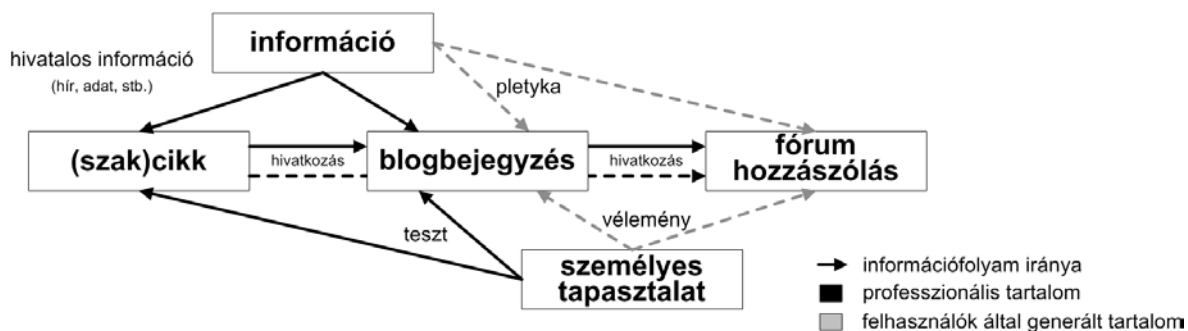 információ
hivatalos információ
(hír, adat, stb.)
pletyka
(szak)cikk
hivatkozás
blogbejegyzés
hivatkozás
fórum
hozzászólás
teszt
vélemény
személyes
tapasztalat
információfolyam iránya
professzionális tartalom
felhasználók által generált tartalom